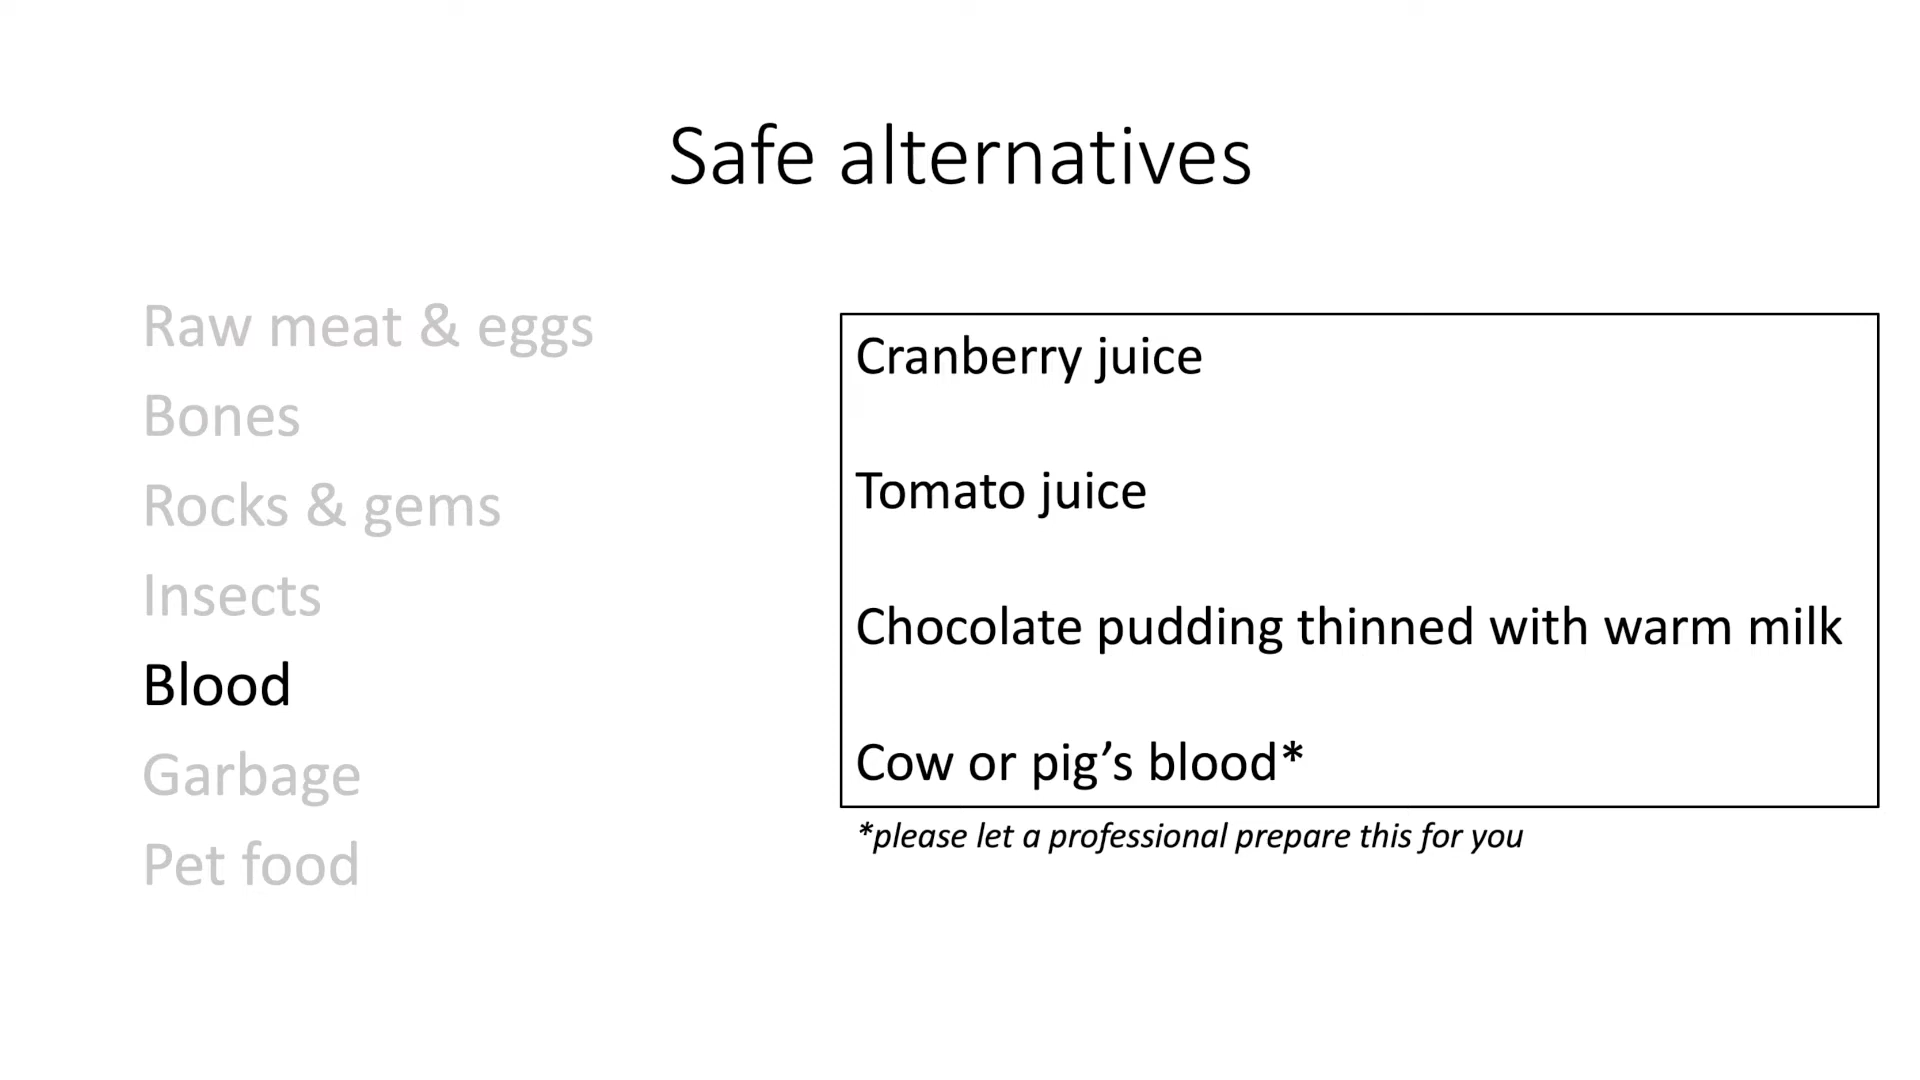 Safe alternatives
Raw meat & eggs
Bones
Rocks & gems
Insects
Blood
Garbage
Pet food
Cranberry juice
Tomato juice
Chocolate pudding thinned with warm milk
Cow or pig’s blood*
*please let a professional prepare this for you